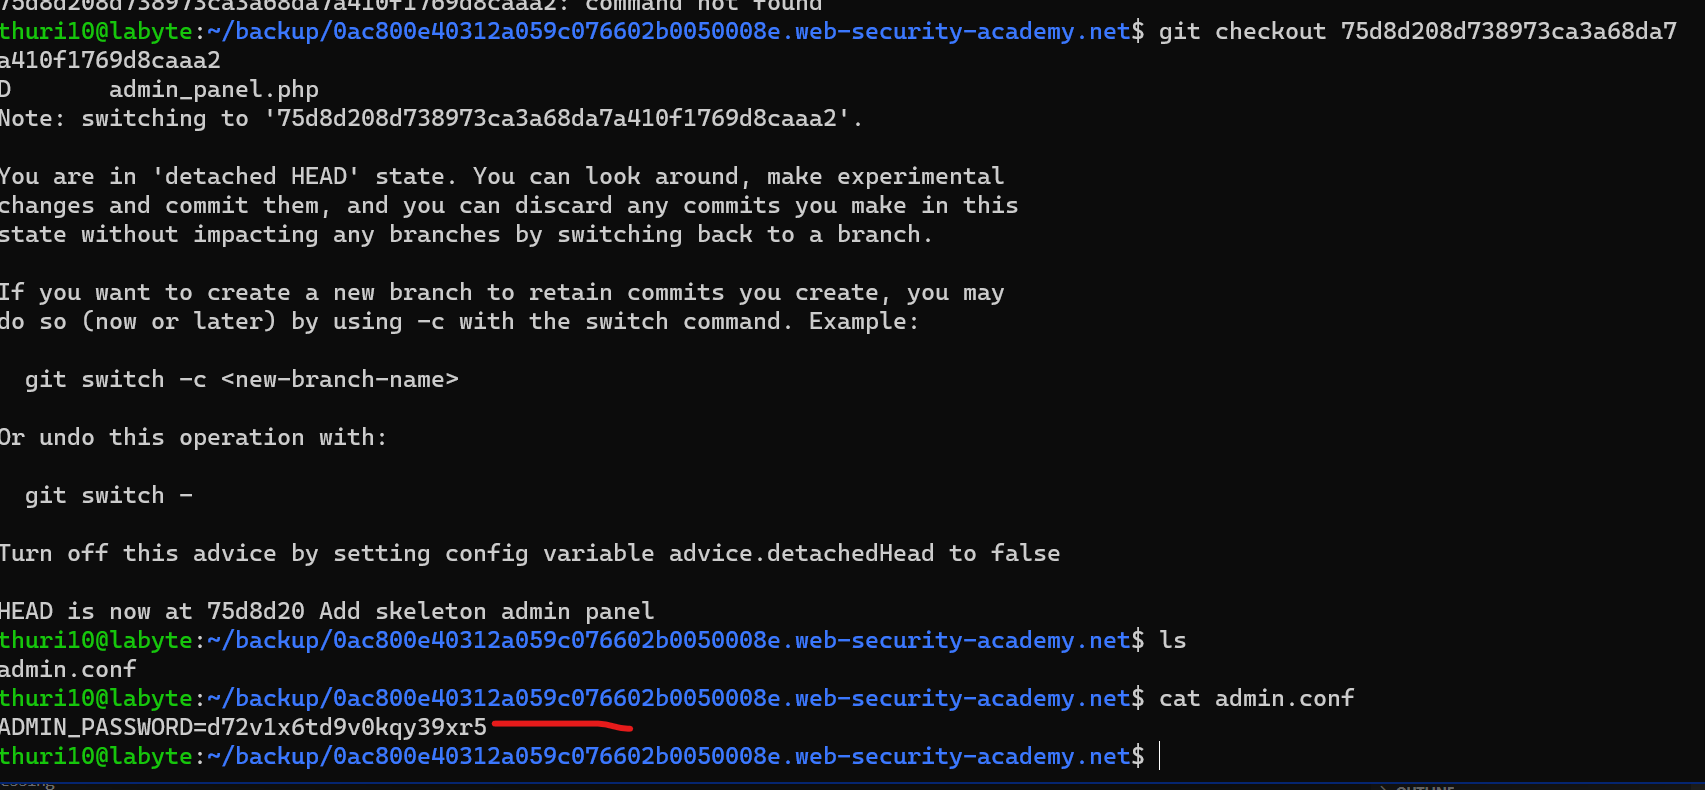 75d8d208d738973ca3a68da7a410f1769d8caaa2: command not found
thuri10@labyte:~/backup/0ac800e40312a059c076602b0050008e.web-security-academy.net$ git checkout 75d8d208d738973ca3a68da7
a410f1769d8caaa2
D       admin_panel.php
Note: switching to '75d8d208d738973ca3a68da7a410f1769d8caaa2'.
You are in 'detached HEAD' state. You can look around, make experimental
changes and commit them, and you can discard any commits you make in this
state without impacting any branches by switching back to a branch.
If you want to create a new branch to retain commits you create, you may
do so (now or later) by using -c with the switch command. Example:
  git switch -c <new-branch-name>
Or undo this operation with:
  git switch -
Turn off this advice by setting config variable advice.detachedHead to false
HEAD is now at 75d8d20 Add skeleton admin panel
thuri10@labyte:~/backup/0ac800e40312a059c076602b0050008e.web-security-academy.net$ ls
admin.conf
thuri10@labyte:~/backup/0ac800e40312a059c076602b0050008e.web-security-academy.net$ cat admin.conf
ADMIN_PASSWORD=d72v1x6td9v0kqy39xr5
thuri10@labyte:~/backup/0ac800e40312a059c076602b0050008e.web-security-academy.net$